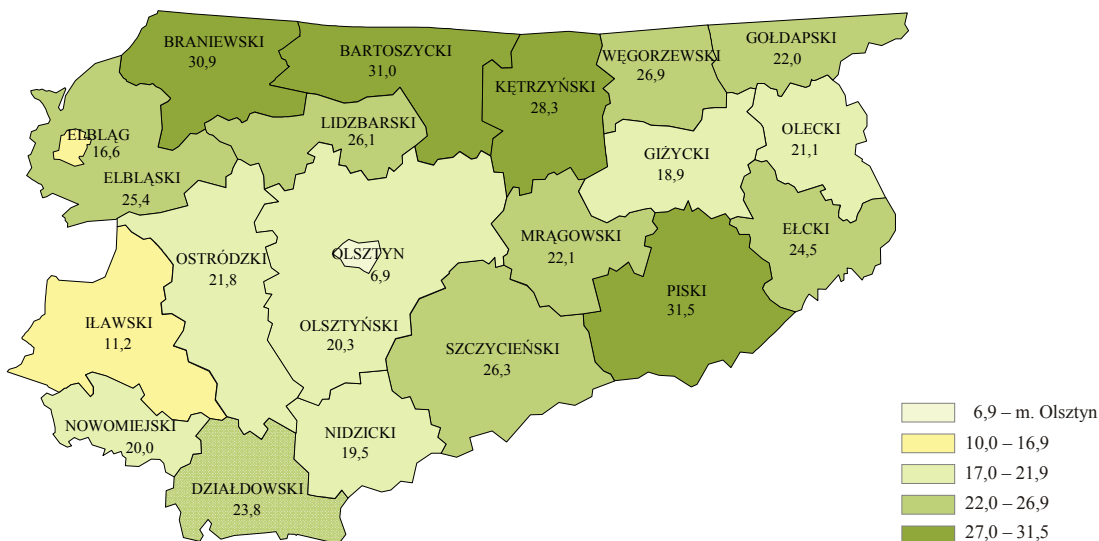 BRANIEWSKI
30,9
BARTOSZYCKI
31,0
KĘTRZYŃSKI
28,3
WĘGORZEWSKI
26,9
GOŁDAPSKI
22,0
ELBLĄG
16,6
LIDZBARSKI
26,1
GIŻYCKI
18,9
OLECKI
21,1
ELBLĄSKI
25,4
OSTRÓDZKI
21,8
OLSZTYN
6,9
MRĄGOWSKI
22,1
EŁCKI
24,5
IŁAWSKI
11,2
OLSZTYŃSKI
20,3
SZCZYCIEŃSKI
26,3
PISKI
31,5
NOWOMIEJSKI
20,0
NIDZICKI
19,5
DZIAŁDOWSKI
23,8
6,9 – m. Olsztyn
10,0 – 16,9
17,0 – 21,9
22,0 – 26,9
27,0 – 31,5